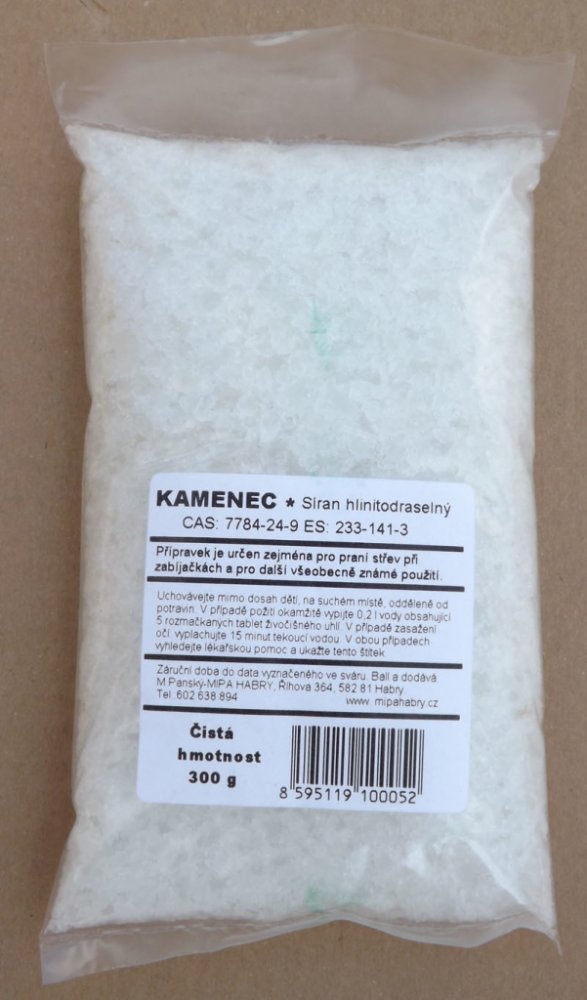 KAMENEC * Síran hlinitodraselný
CAS: 7784-24-9 ES: 233-141-3
Přípravek je určen zejména pro praní střev při
zabíjačkách a pro další všeobecně známé použití.
Uchovávejte mimo dosah dětí, na suchém místě, odděleně od
potravin. V případě požití okamžitě vypijte 0,2 l vody obsahující
5 rozmačkaných tablet živočišného uhlí. V případě zasažení
očí vyplachujte 15 minut tekoucí vodou. V obou případech
vyhledejte lékařskou pomoc a ukažte tento štítek.
Záruční doba do data vyznačeného ve sváru. Balí a dodává
M.Panský-MIPA HABRY, Říhova 364, 582 81 Habry
Tel. 602 638 894 www. mipahabry.cz
Čistá
hmotnost
300 g
8 595119 100052